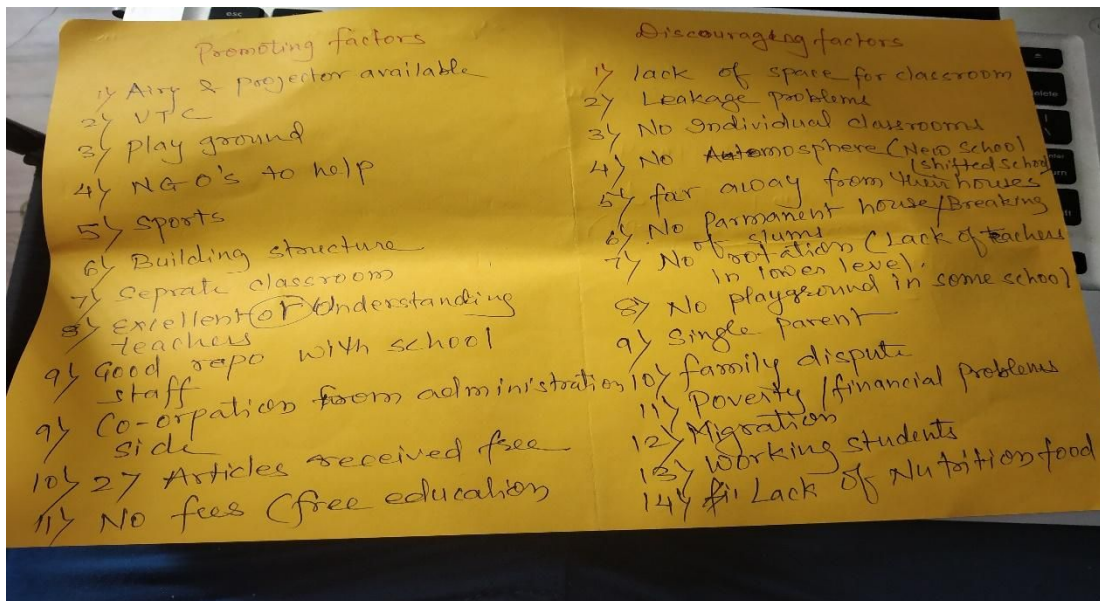 Promoting factors
1) Airy & projector available
2) VTC
3) Play ground
4) NGO's to help
5) Sports
6) Building structure
7) Seprate classroom
8) Excellent or Understanding
teachers
9) Good repo with school
staff
9) Co-orpation from administration
side
10) 27 Articles received free
11) No fees (free education
Discouraging factors
1) lack of space for classroom
2) Leakage problems
3) No Individual classrooms
4) No mosphere (New School
(shifted school
5) far away from their houses
6) No Parmanent house/Breaking
of slums
7) No rotation (Lack of teachers
in lower level.
8) No playground in some school
9) Single Parent
10) family dispute
11) Poverty/financial Problems
12) Migration
13) Working students
14) Lack of Nutrition food
esc
delete